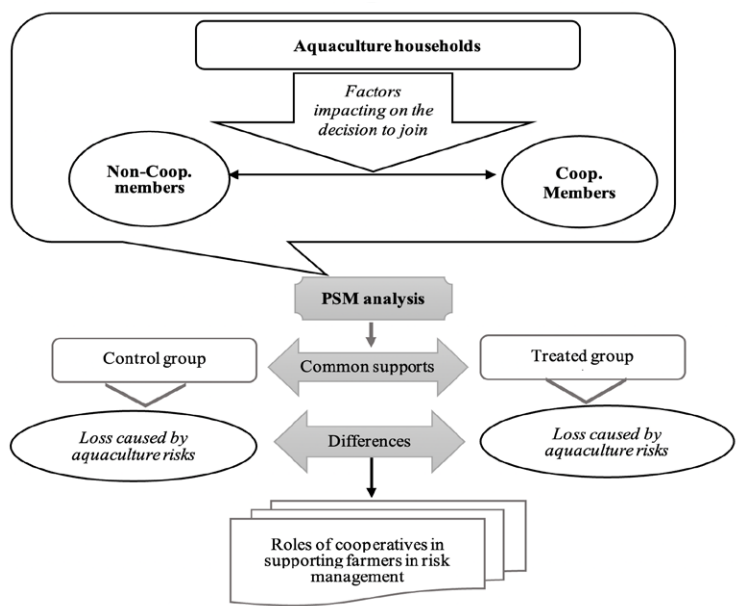 Aquaculture households
Factors
impacting on the
decision to join
Non-Coop.
members
Coop.
Members
PSM analysis
Control group
Common supports
Treated group
Loss caused by
aquaculture risks
Differences
Loss caused by
aquaculture risks
Roles of cooperatives in
supporting farmers in risk
management